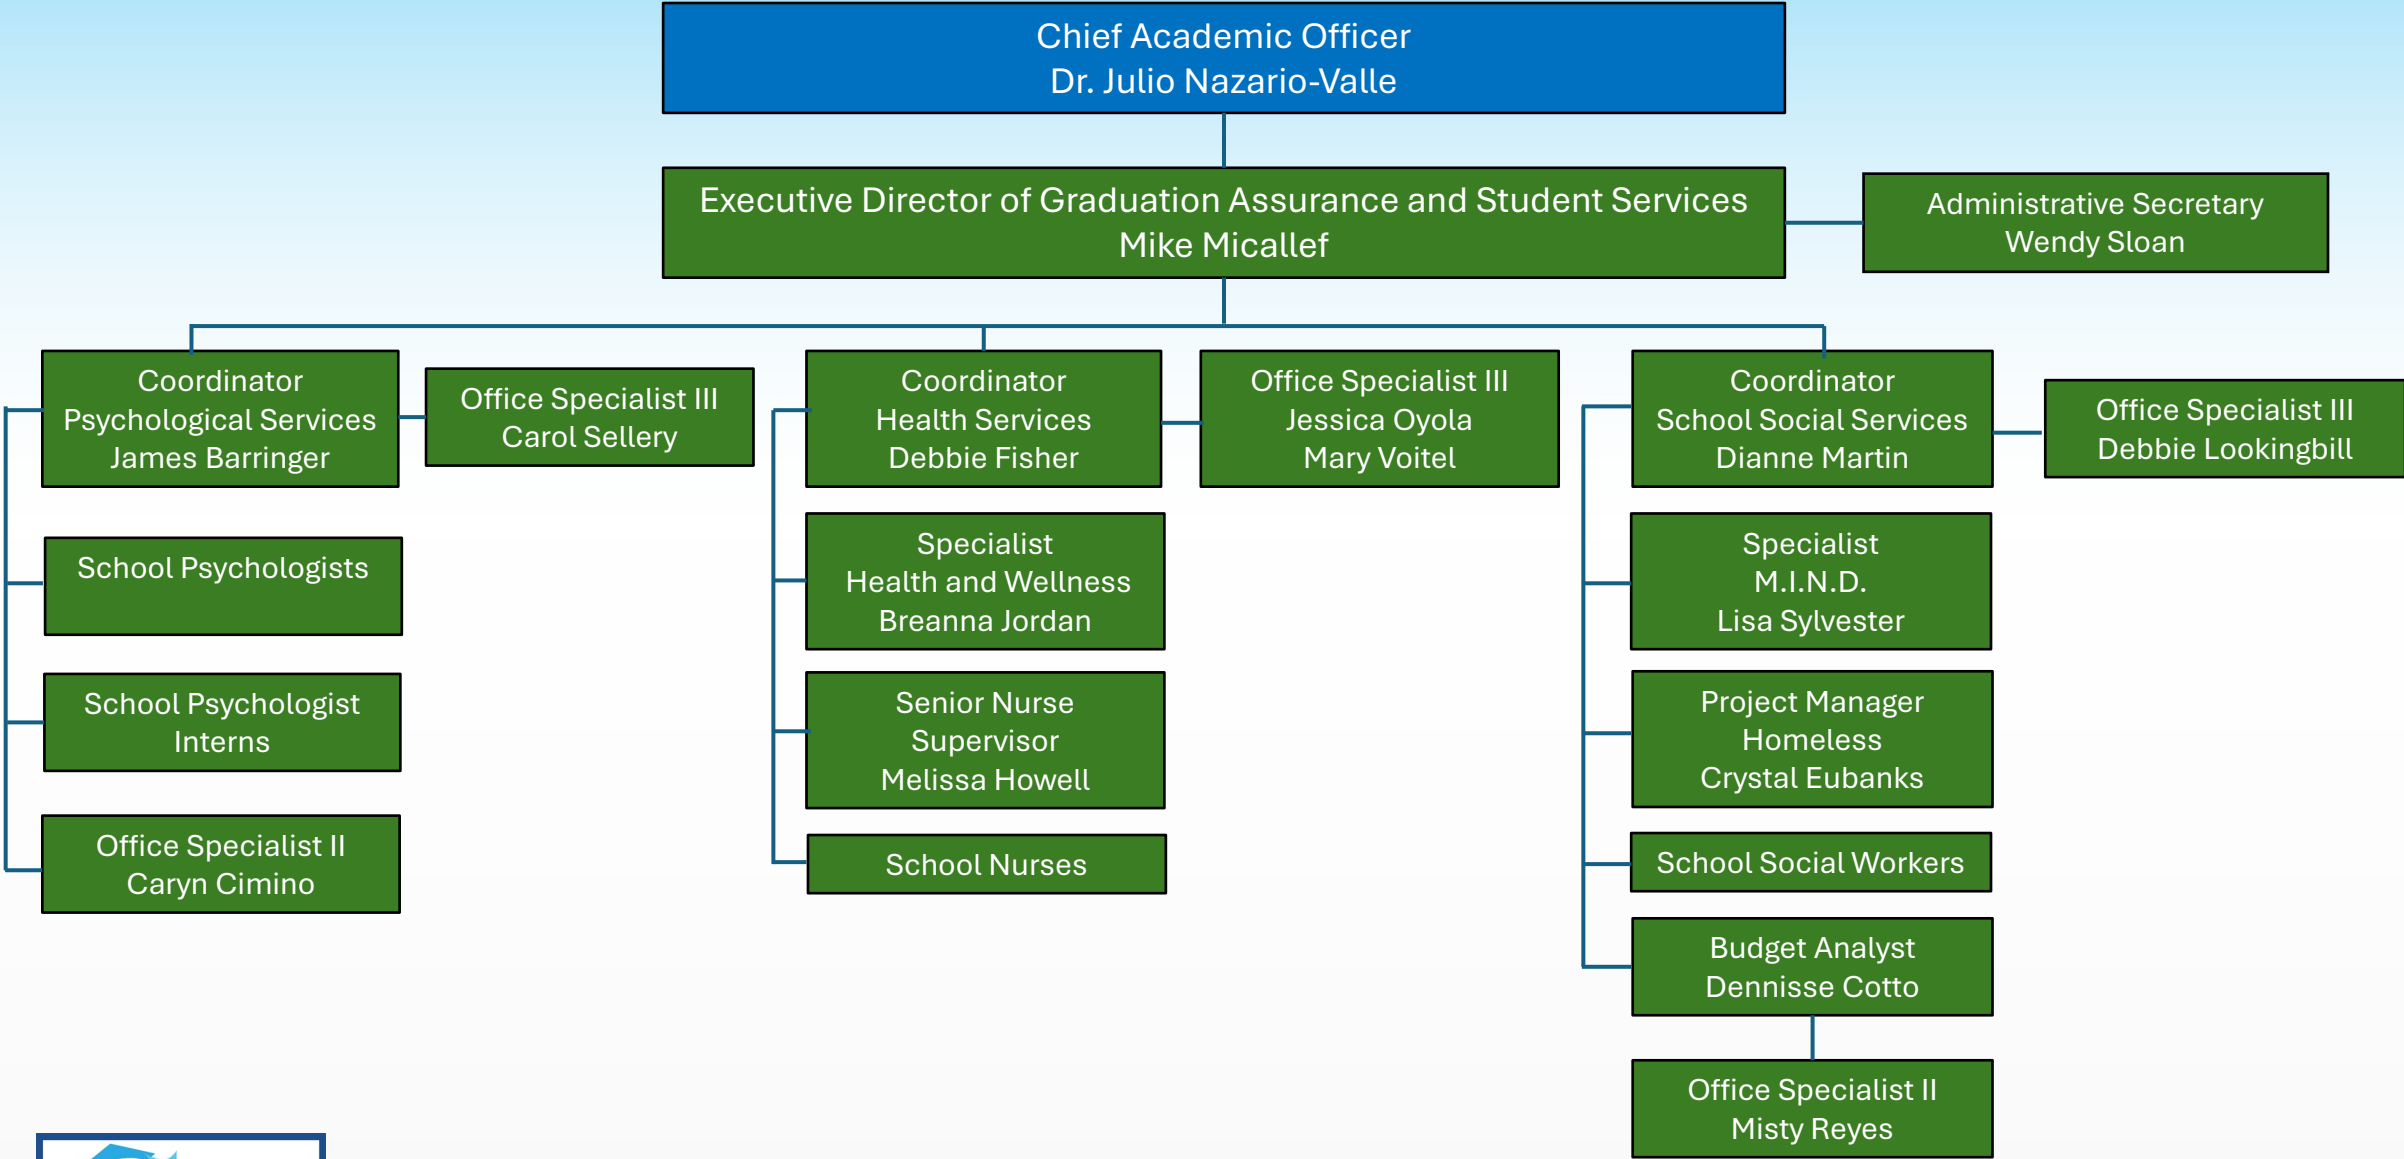 Chief Academic Officer
Dr. Julio Nazario-Valle
Executive Director of Graduation Assurance and Student Services
Mike Micallef
Administrative Secretary
Wendy Sloan
Coordinator
Psychological Services
James Barringer
Office Specialist III
Carol Sellery
School Psychologists
School Psychologist
Interns
Office Specialist II
Caryn Cimino
Coordinator
Health Services
Debbie Fisher
Office Specialist III
Jessica Oyola
Mary Voitel
Specialist
Health and Wellness
Breanna Jordan
Senior Nurse
Supervisor
Melissa Howell
School Nurses
Coordinator
School Social Services
Dianne Martin
Office Specialist III
Debbie Lookingbill
Specialist
M.I.N.D.
Lisa Sylvester
Project Manager
Homeless
Crystal Eubanks
School Social Workers
Budget Analyst
Dennisse Cotto
Office Specialist II
Misty Reyes